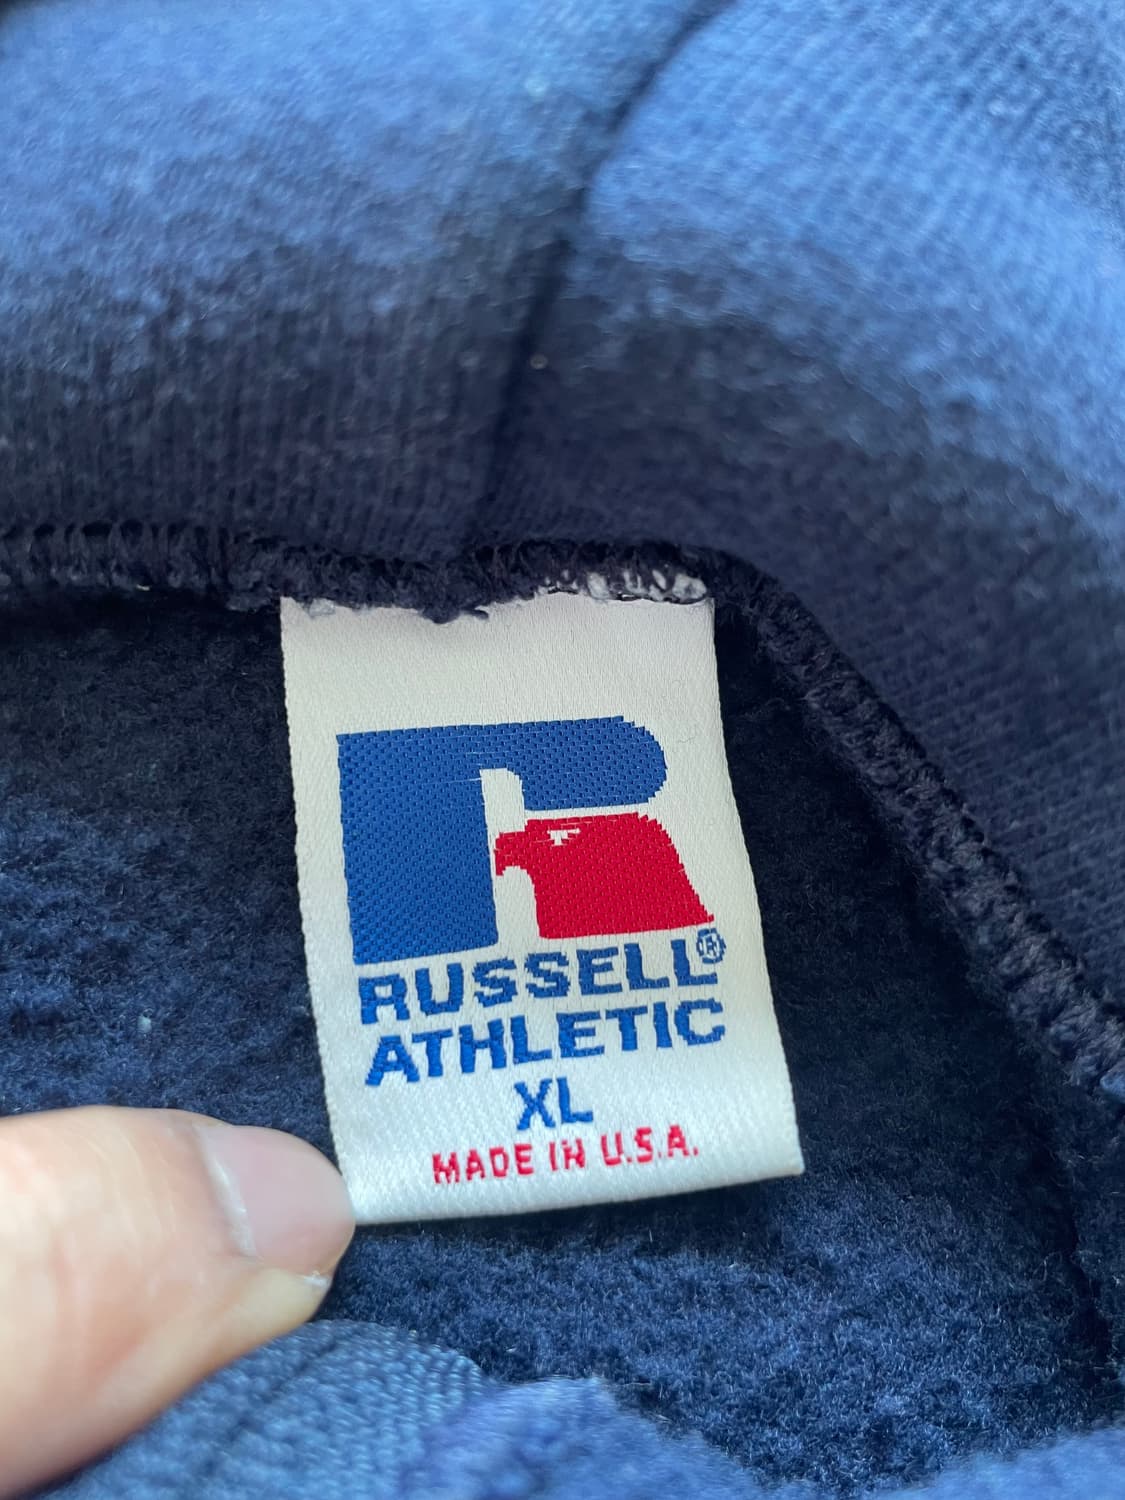 RUSSELL®
ATHLETIC
XL
MADE IN U.S.A.